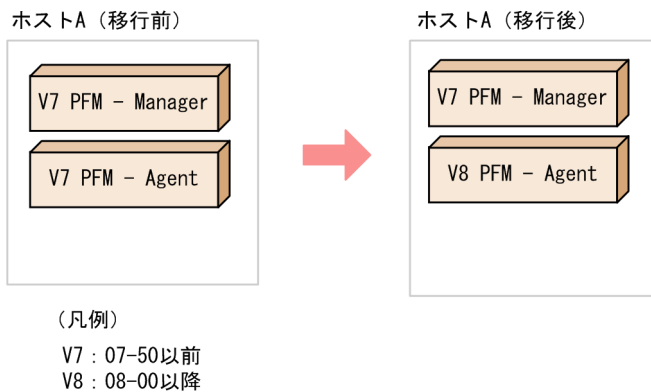 ホストA（移行前）
V7 PFM − Manager
V7 PFM − Agent
ホストA（移行後）
V7 PFM − Manager
V8 PFM − Agent
（凡例）
V7：07-50以前
V8：08-00以降